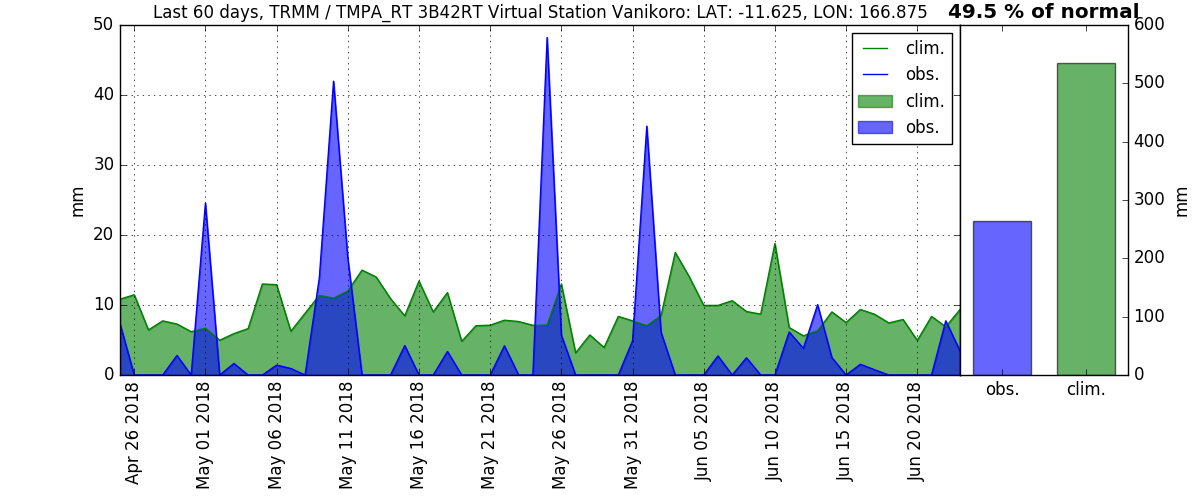 Last 60 days, TRMM / TMPA_RT 3B42RT Virtual Station Vanikoro: LAT: -11.625, LON: 166.875
49.5 % of normal
50
40
30
20
10
0
mm
clim.
obs.
clim.
obs.
Apr 26 2018
May 01 2018
May 06 2018
May 11 2018
May 16 2018
May 21 2018
May 26 2018
May 31 2018
Jun 05 2018
Jun 10 2018
Jun 15 2018
Jun 20 2018
600
500
400
300
200
100
0
mm
obs.
clim.